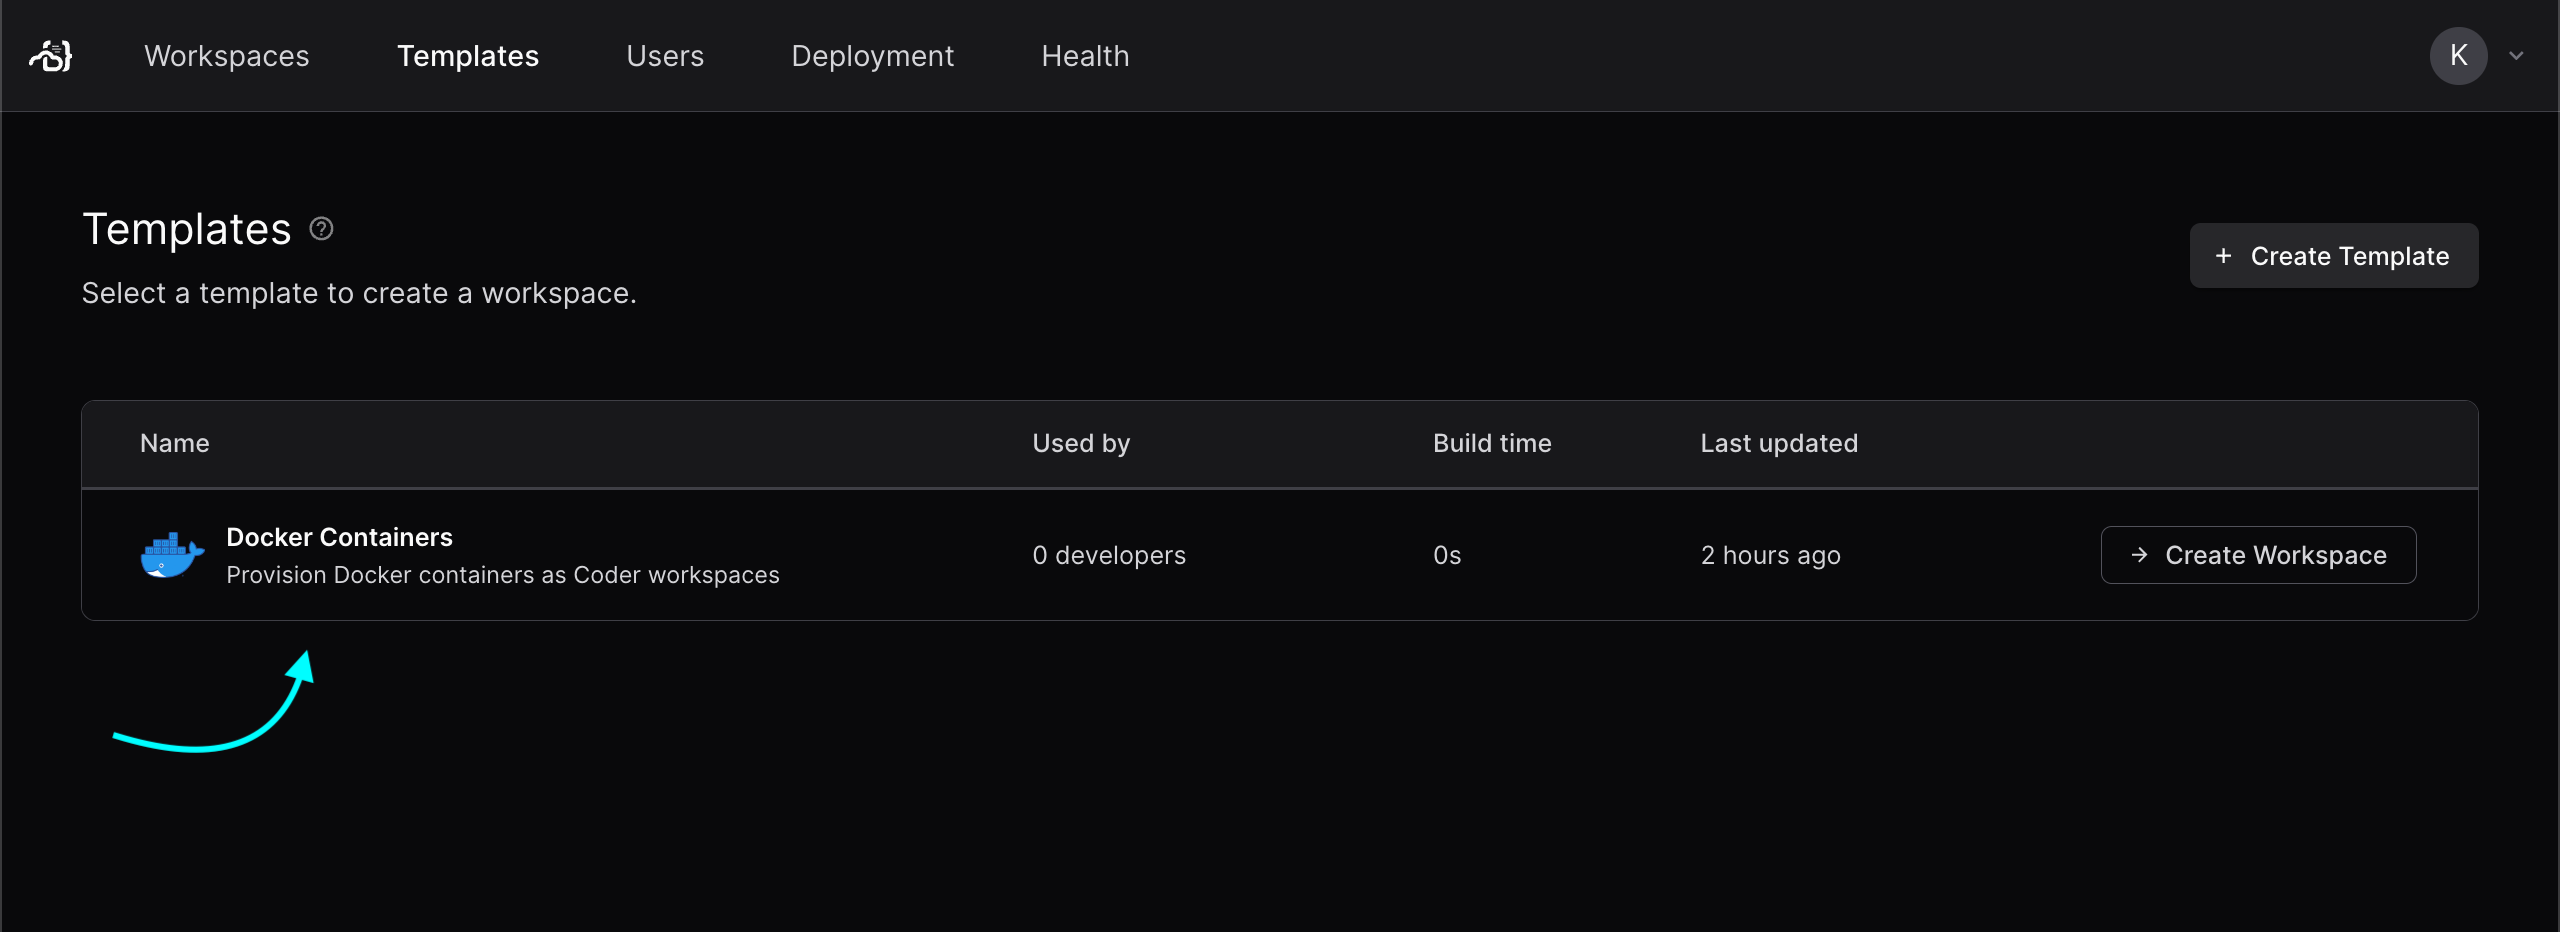 Workspaces Templates Users Deployment Health K
Templates ?
+ Create Template
Select a template to create a workspace.
Name Used by Build time Last updated
Docker Containers
Provision Docker containers as Coder workspaces
0 developers 0s 2 hours ago → Create Workspace